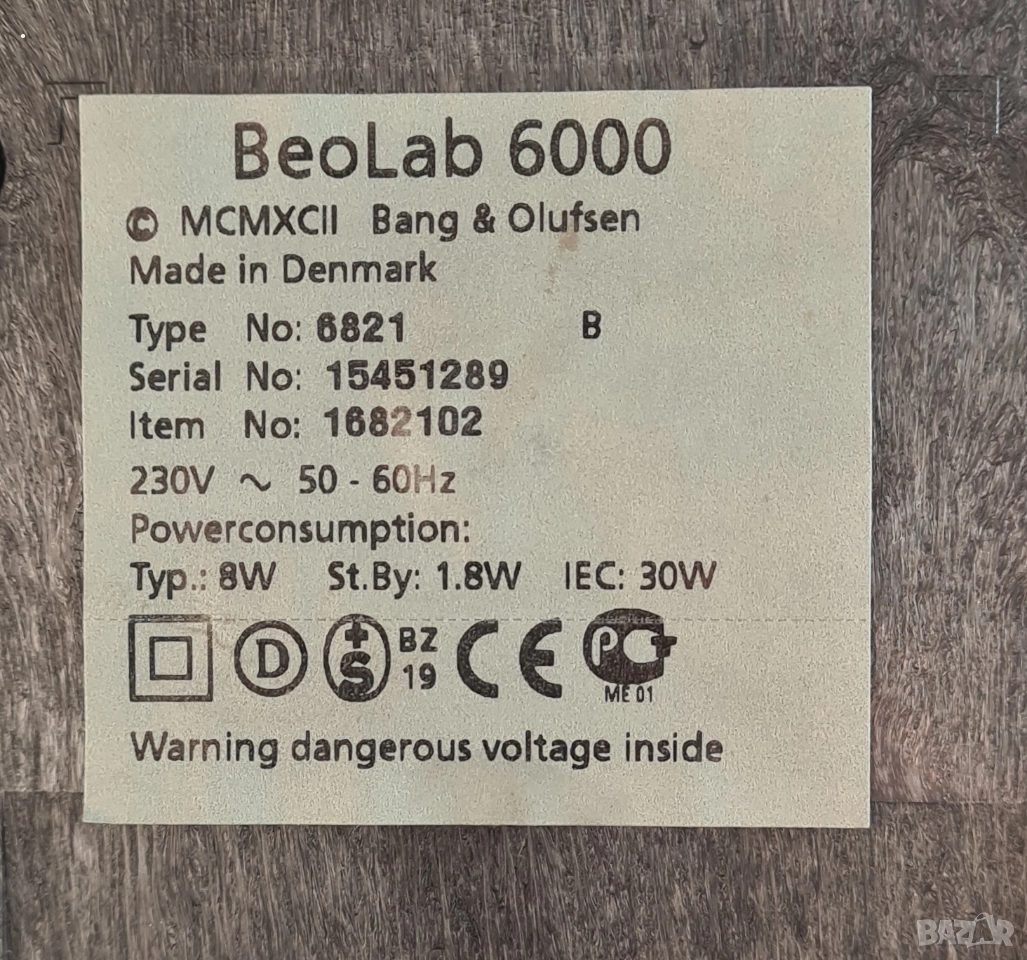 BeoLab 6000
© MCMXCII Bang & Olufsen
Made in Denmark
Type No: 6821 B
Serial No: 15451289
Item No: 1682102
230V ~ 50 - 60Hz
Powerconsumption:
Typ.: 8W St.By: 1.8W IEC: 30W
D +S BZ 19 CE PCT ME 01
Warning dangerous voltage inside
BAZAR